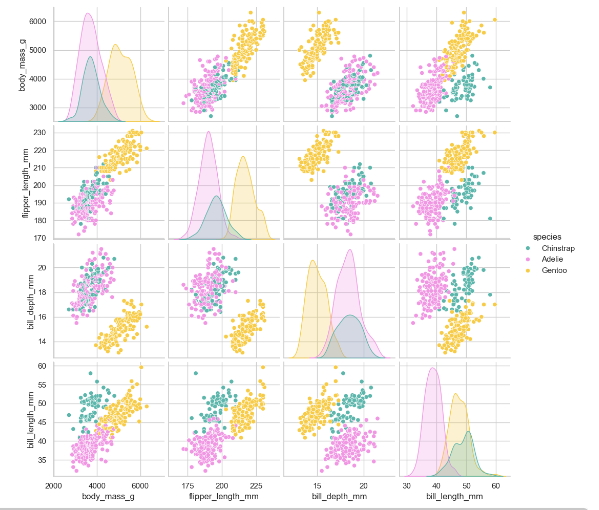 body_mass_g
6000
5000
4000
3000
flipper_length_mm
230
220
210
200
190
180
170
bill_depth_mm
20
18
16
14
bill_length_mm
60
55
50
45
40
35
2000 4000 6000
body_mass_g
175 200 225
flipper_length_mm
15 20
bill_depth_mm
30 40 50 60
bill_length_mm
species
Chinstrap
Adelie
Gentoo